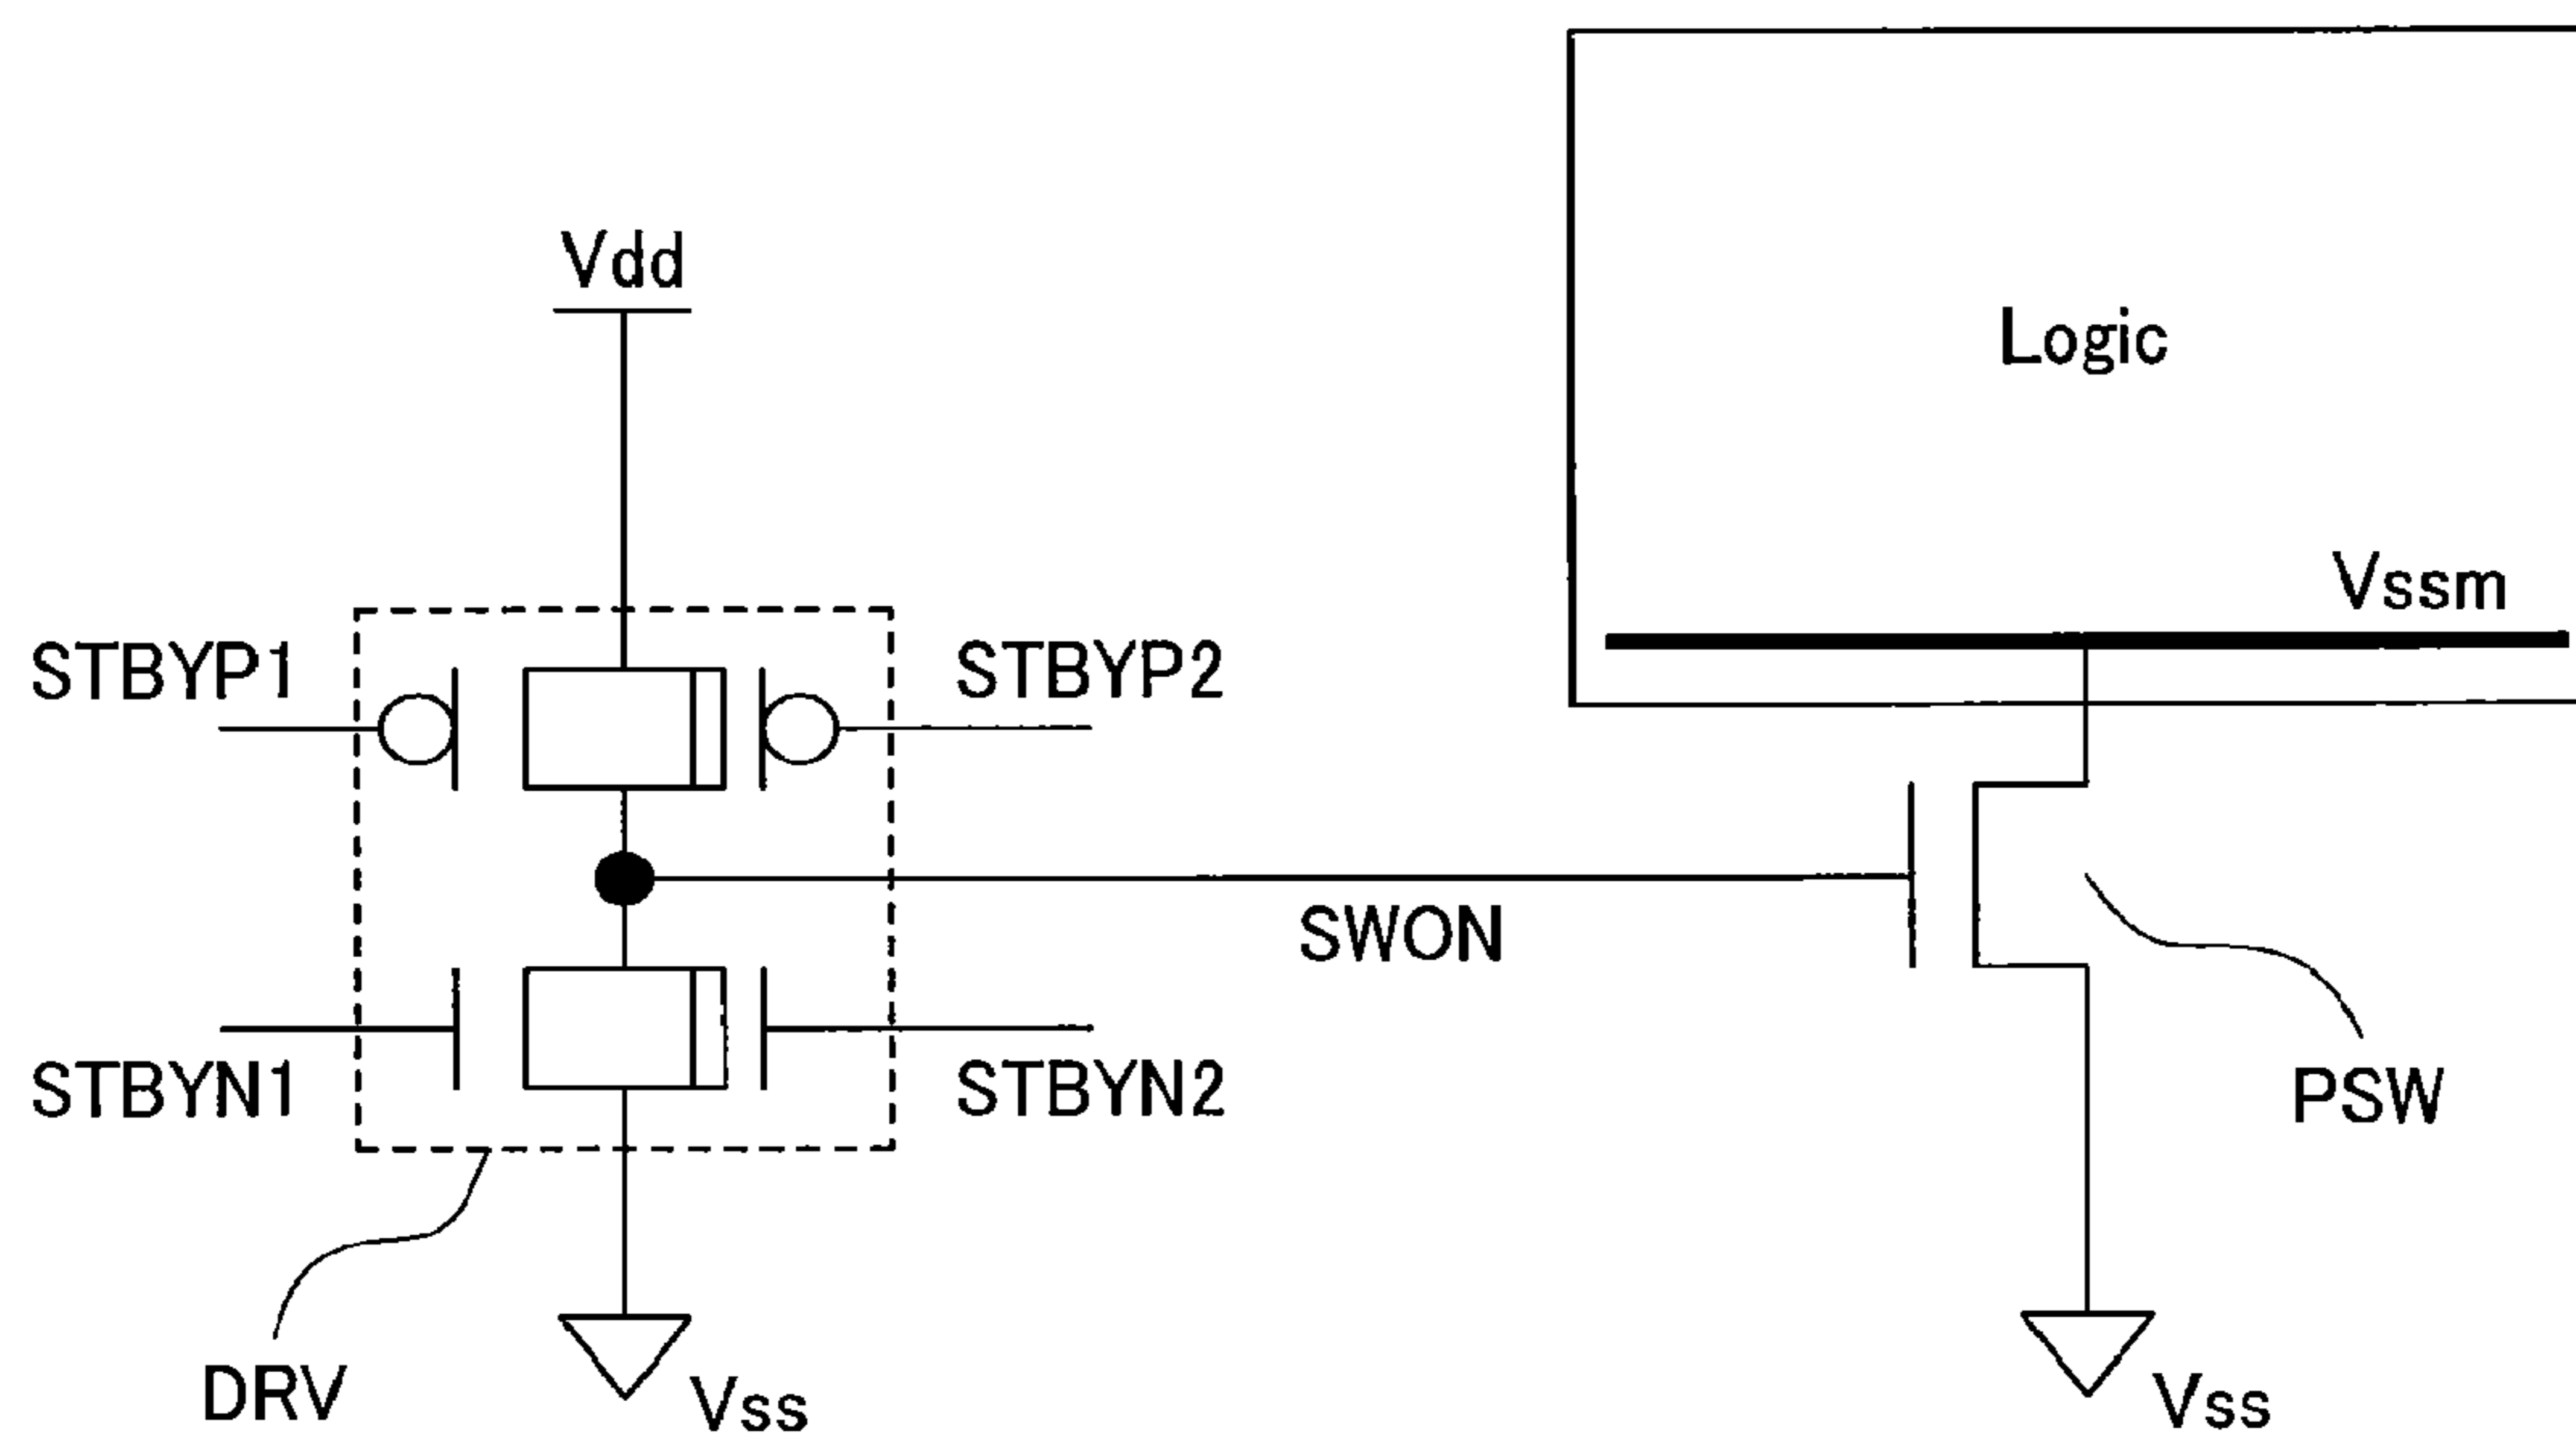 Logic
Vdd
Vssm
STBYP1
STBYP2
SWON
STBYN1
STBYN2
PSW
DRV
Vss
Vss